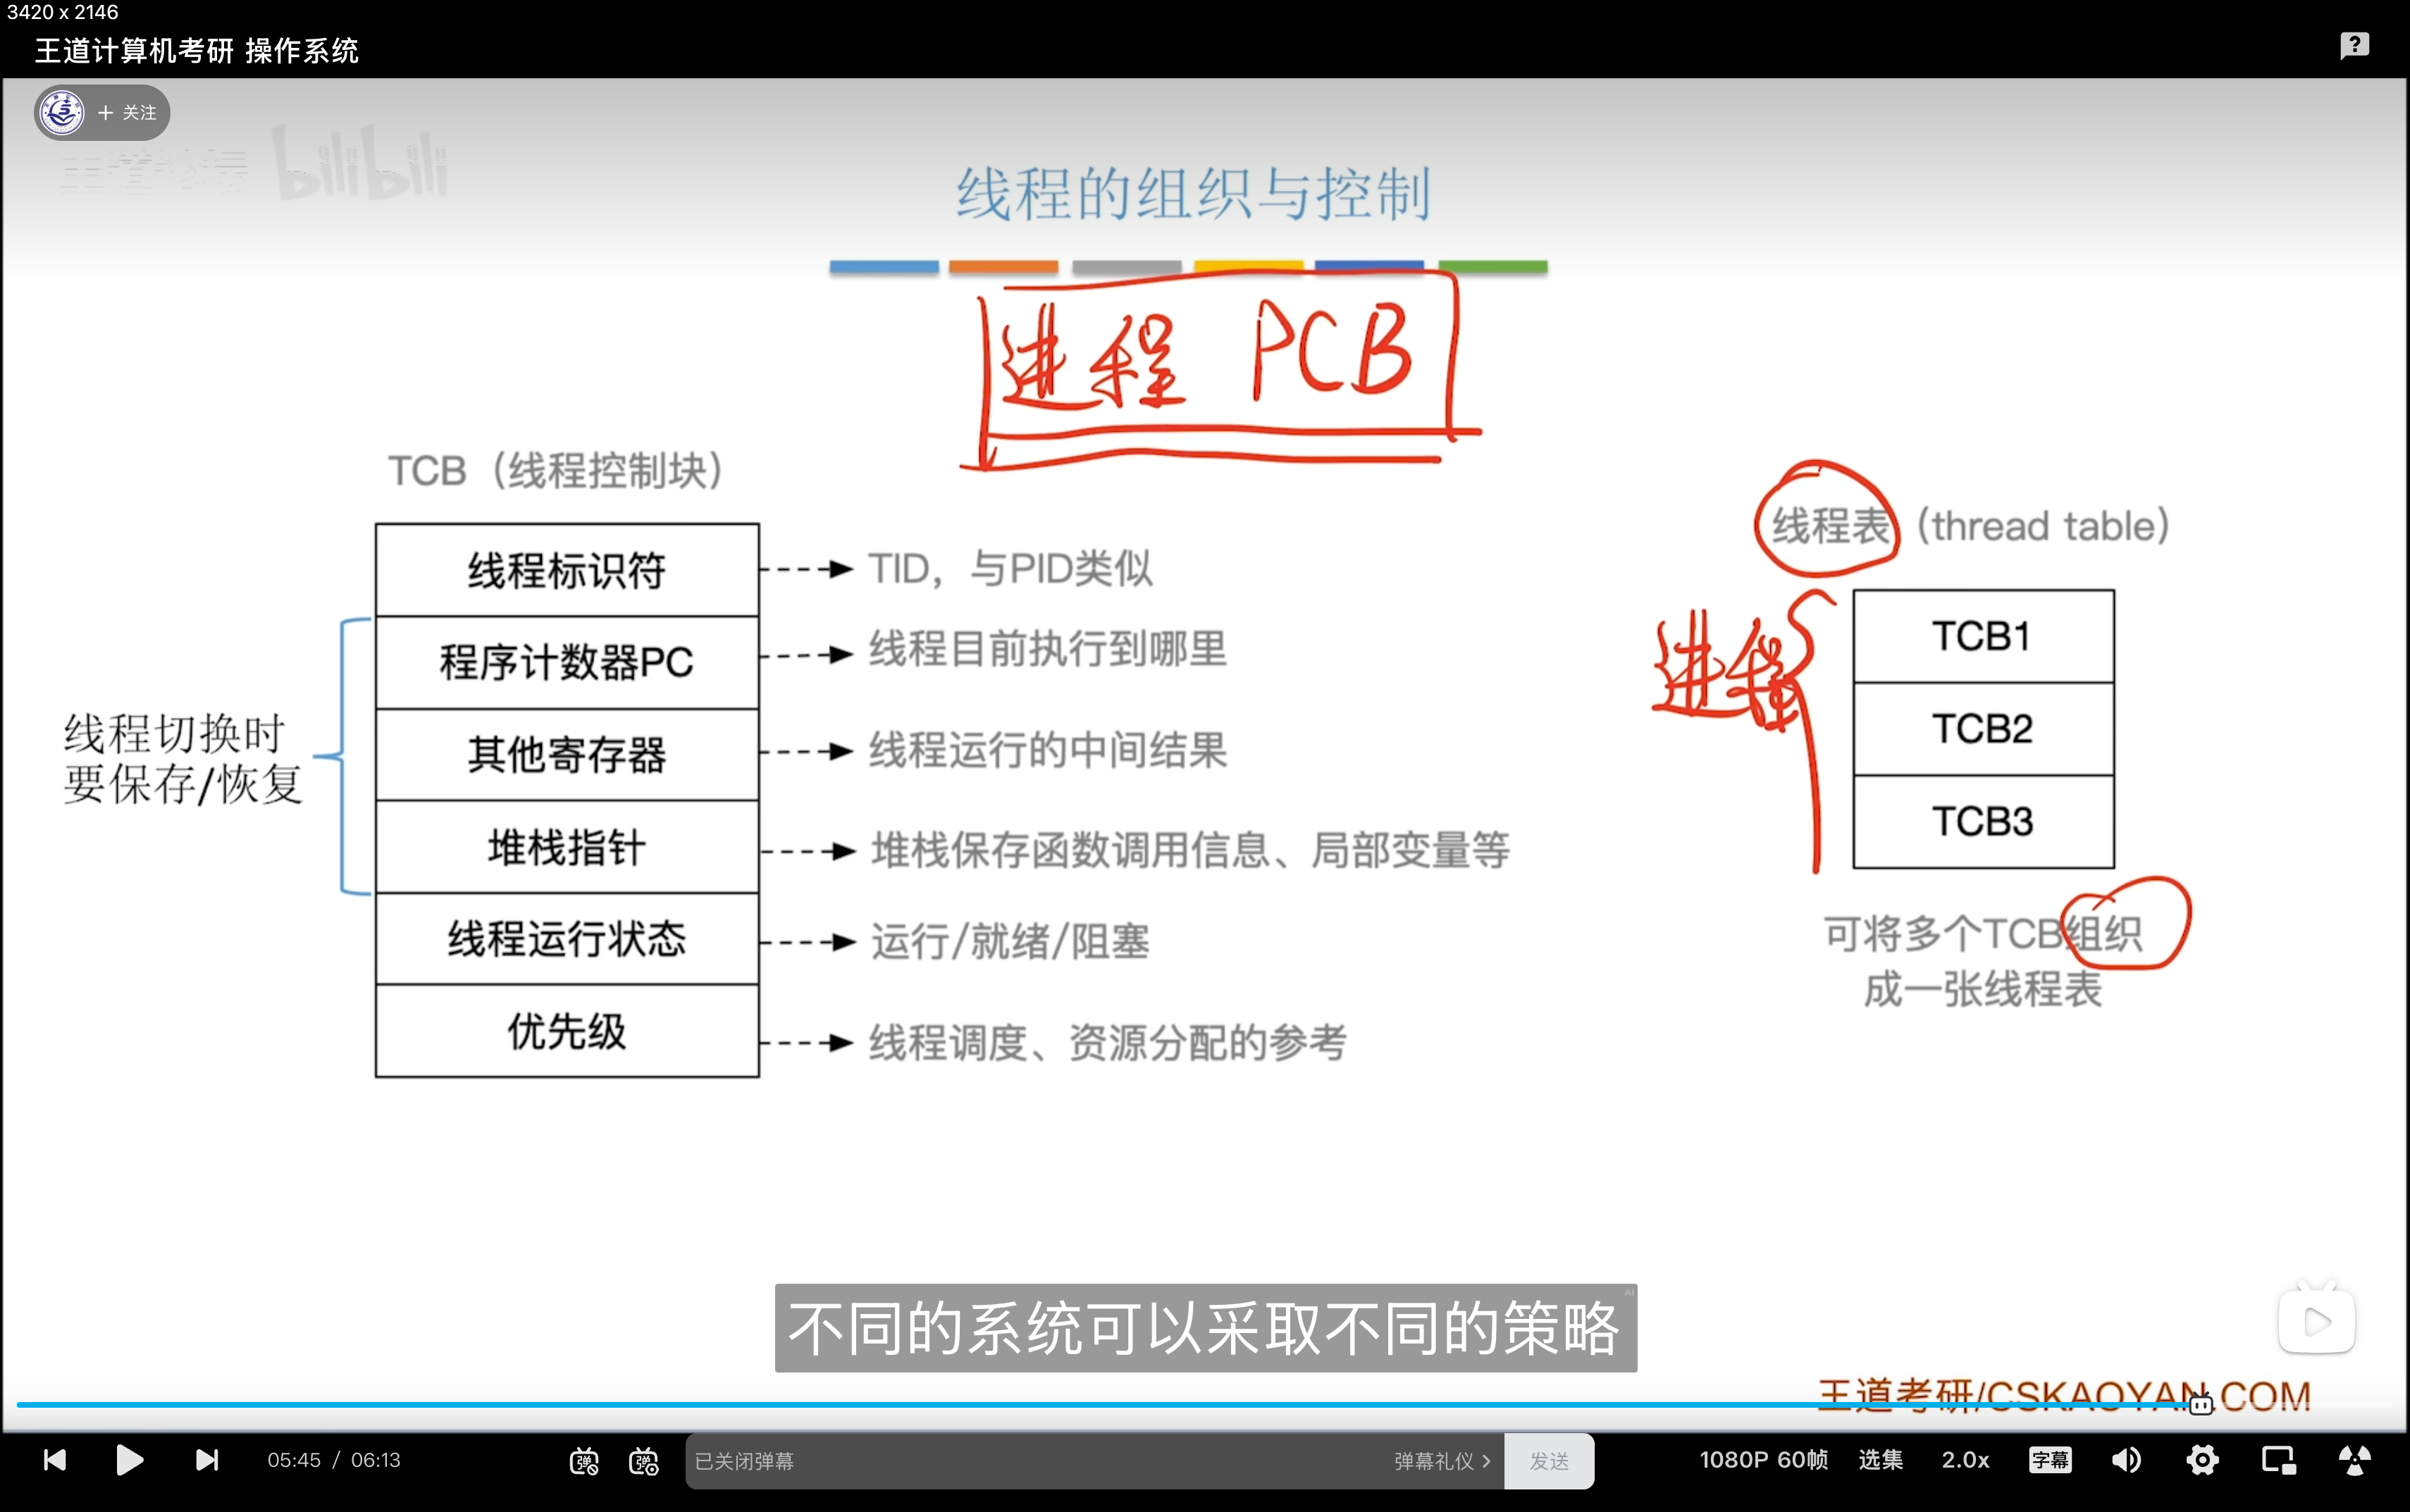 3420 x 2146
王道计算机考研 操作系统
+ 关注
bilibili
线程的组织与控制
进程 PCB
TCB（线程控制块）
线程标识符
TID，与PID类似
程序计数器PC
线程目前执行到哪里
其他寄存器
线程运行的中间结果
堆栈指针
堆栈保存函数调用信息、局部变量等
线程运行状态
运行/就绪/阻塞
优先级
线程调度、资源分配的参考
线程切换时
要保存/恢复
线程表（thread table）
进程
TCB1
TCB2
TCB3
可将多个TCB组织
成一张线程表
不同的系统可以采取不同的策略
AI
王道考研/CSKAOYAN.COM
05:45 / 06:13
弹
弹
已关闭弹幕
弹幕礼仪 >
发送
1080P 60帧
选集
2.0x
字幕